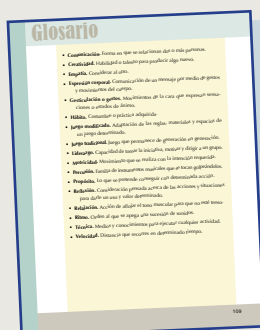 Glosario
• Comunicación. Forma en que se relacionan dos o más personas.
• Creatividad. Habilidad o talento para producir algo nuevo.
• Empatía. Considerar al otro.
• Expresión corporal. Comunicación de un mensaje por medio de gestos
y movimientos del cuerpo.
• Gesticulación o gestos. Movimientos de la cara que expresan sensa-
ciones o estados de ánimo.
• Hábito. Costumbre o práctica adquirida.
• Juego modificado. Adaptación de las reglas, materiales y espacios de
un juego determinado.
• Juego tradicional. Juego que permanece de generación en generación.
• Liderazgo. Capacidad de tomar la iniciativa, motivar y dirigir a un grupo.
• Motricidad. Movimiento que se realiza con la intención requerida.
• Percusión. Familia de instrumentos musicales que se tocan golpeándolos.
• Propósito. Lo que se pretende conseguir con determinada acción.
• Reflexión. Consideración pensada acerca de las acciones y situaciones
para darle un uso y valor determinado.
• Relajación. Acción de aflojar el tono muscular para que no esté tenso.
• Ritmo. Orden al que se apega una sucesión de sonidos.
• Técnica. Medios y conocimientos para ejecutar cualquier actividad.
• Velocidad. Distancia que recorres en determinado tiempo.
109